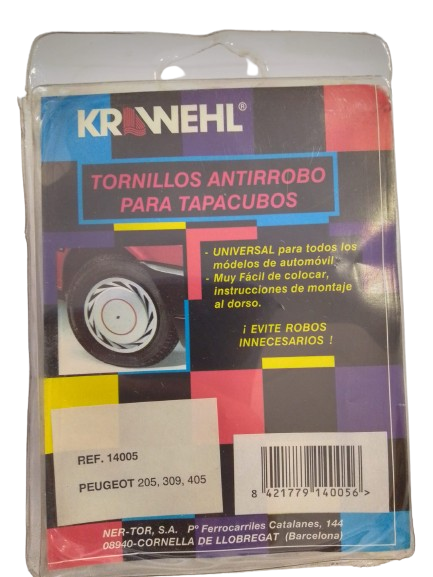 KRAWEHL®
TORNILLOS ANTIRROBO
PARA TAPACUBOS
- UNIVERSAL para todos los
módelos de automóvil,
- Muy Fácil de colocar,
instrucciones de montaje
al dorso.
¡ EVITE ROBOS
INNECESARIOS !
REF. 14005
PEUGEOT 205, 309, 405
8 421779 140056 >
NER-TOR, S.A. Pº Ferrocarriles Catalanes, 144
08940-CORNELLA DE LLOBREGAT (Barcelona)